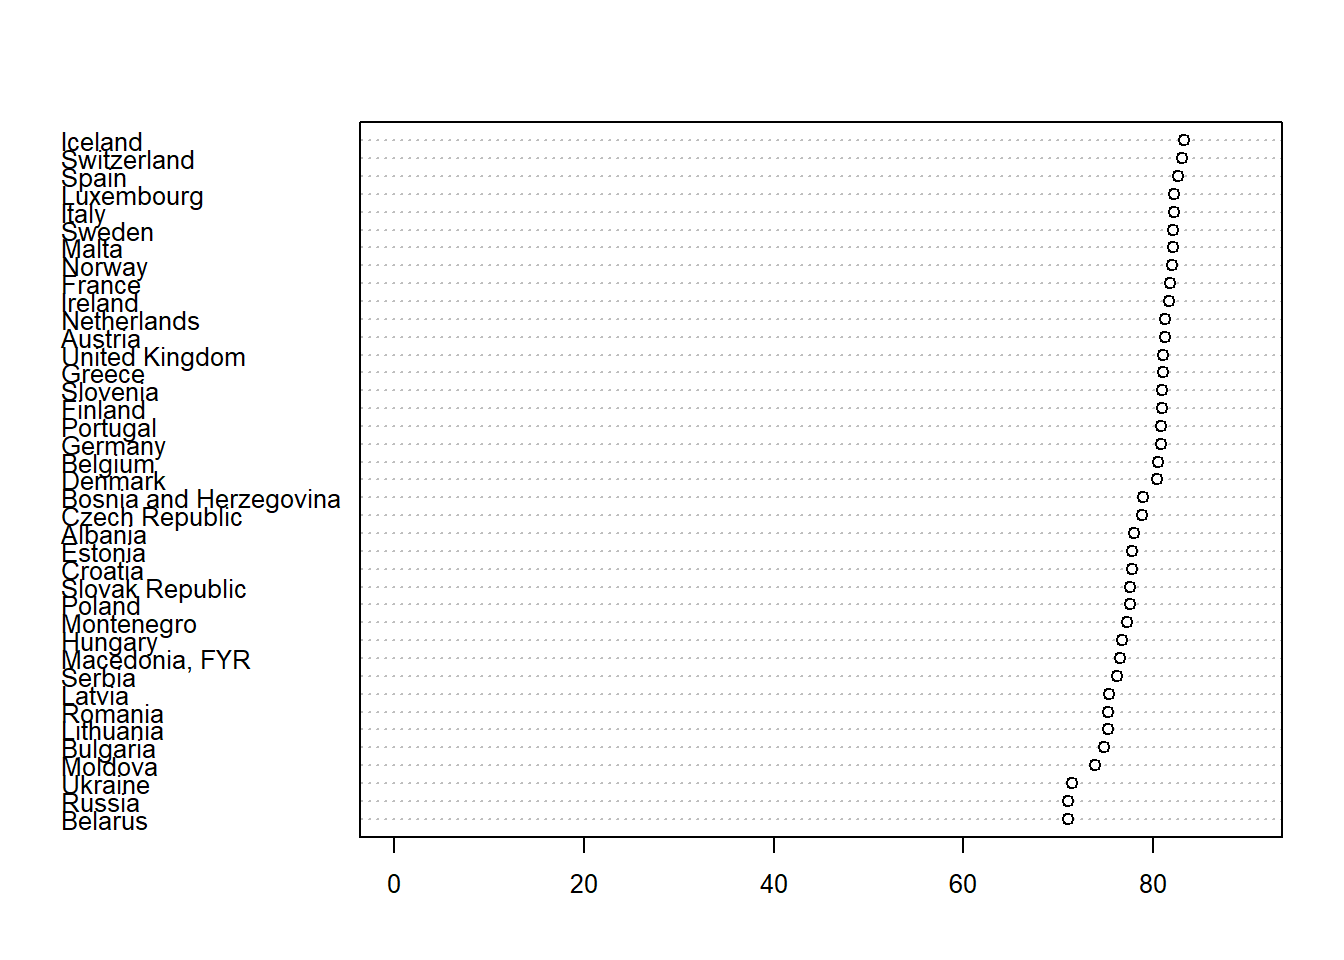 Iceland
Switzerland
Spain
Luxembourg
Italy
Sweden
Malta
Norway
France
Ireland
Netherlands
Austria
United Kingdom
Greece
Slovenia
Finland
Portugal
Germany
Belgium
Denmark
Bosnia and Herzegovina
Czech Republic
Albania
Estonia
Croatia
Slovak Republic
Poland
Montenegro
Hungary
Macedonia, FYR
Serbia
Latvia
Romania
Lithuania
Bulgaria
Moldova
Ukraine
Russia
Belarus
0 20 40 60 80